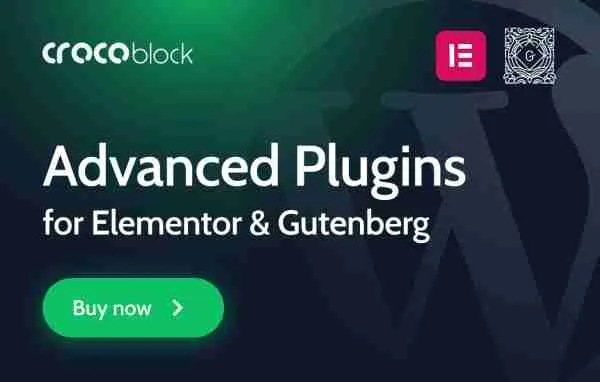 crocoblock
G
Advanced Plugins
for Elementor & Gutenberg
Buy now